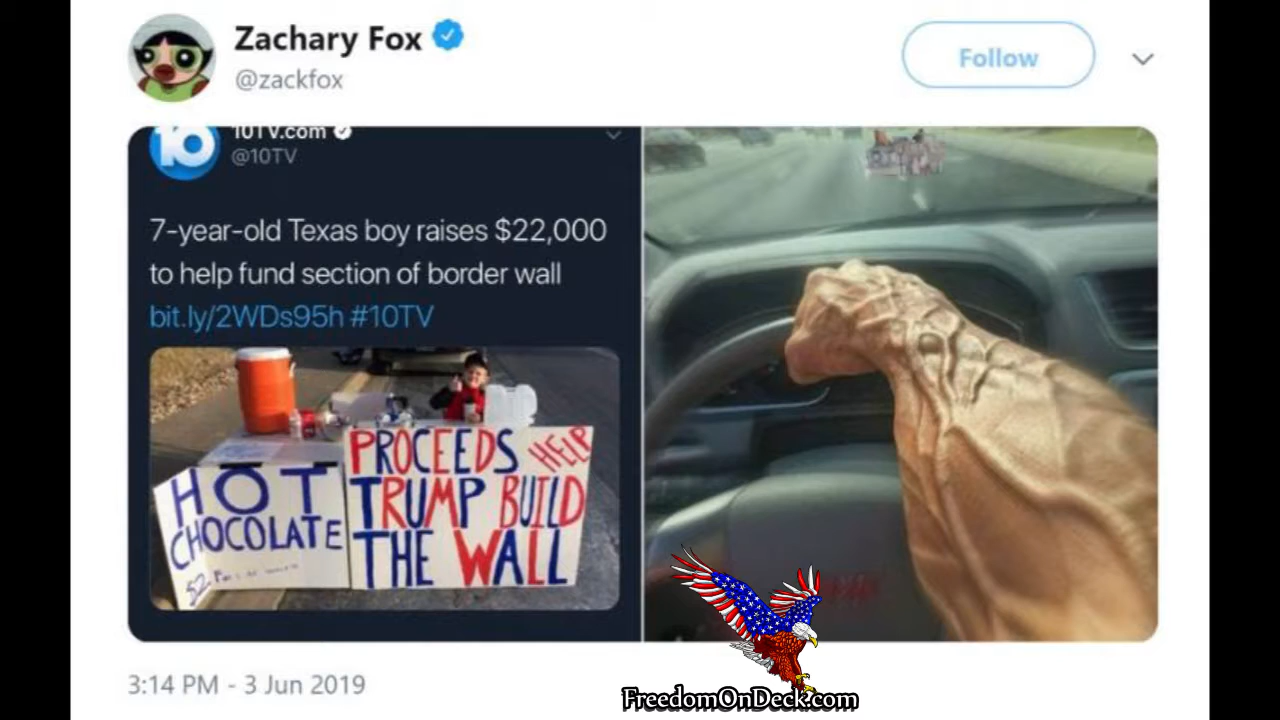 Zachary Fox
@zackfox
Follow
10
10TV.com
@10TV
7-year-old Texas boy raises $22,000
to help fund section of border wall
bit.ly/2WDs95h #10TV
HOT
CHOCOLATE
$2
PROCEEDS HELP
TRUMP BUILD
THE WALL
3:14 PM - 3 Jun 2019
FreedomOnDeck.com